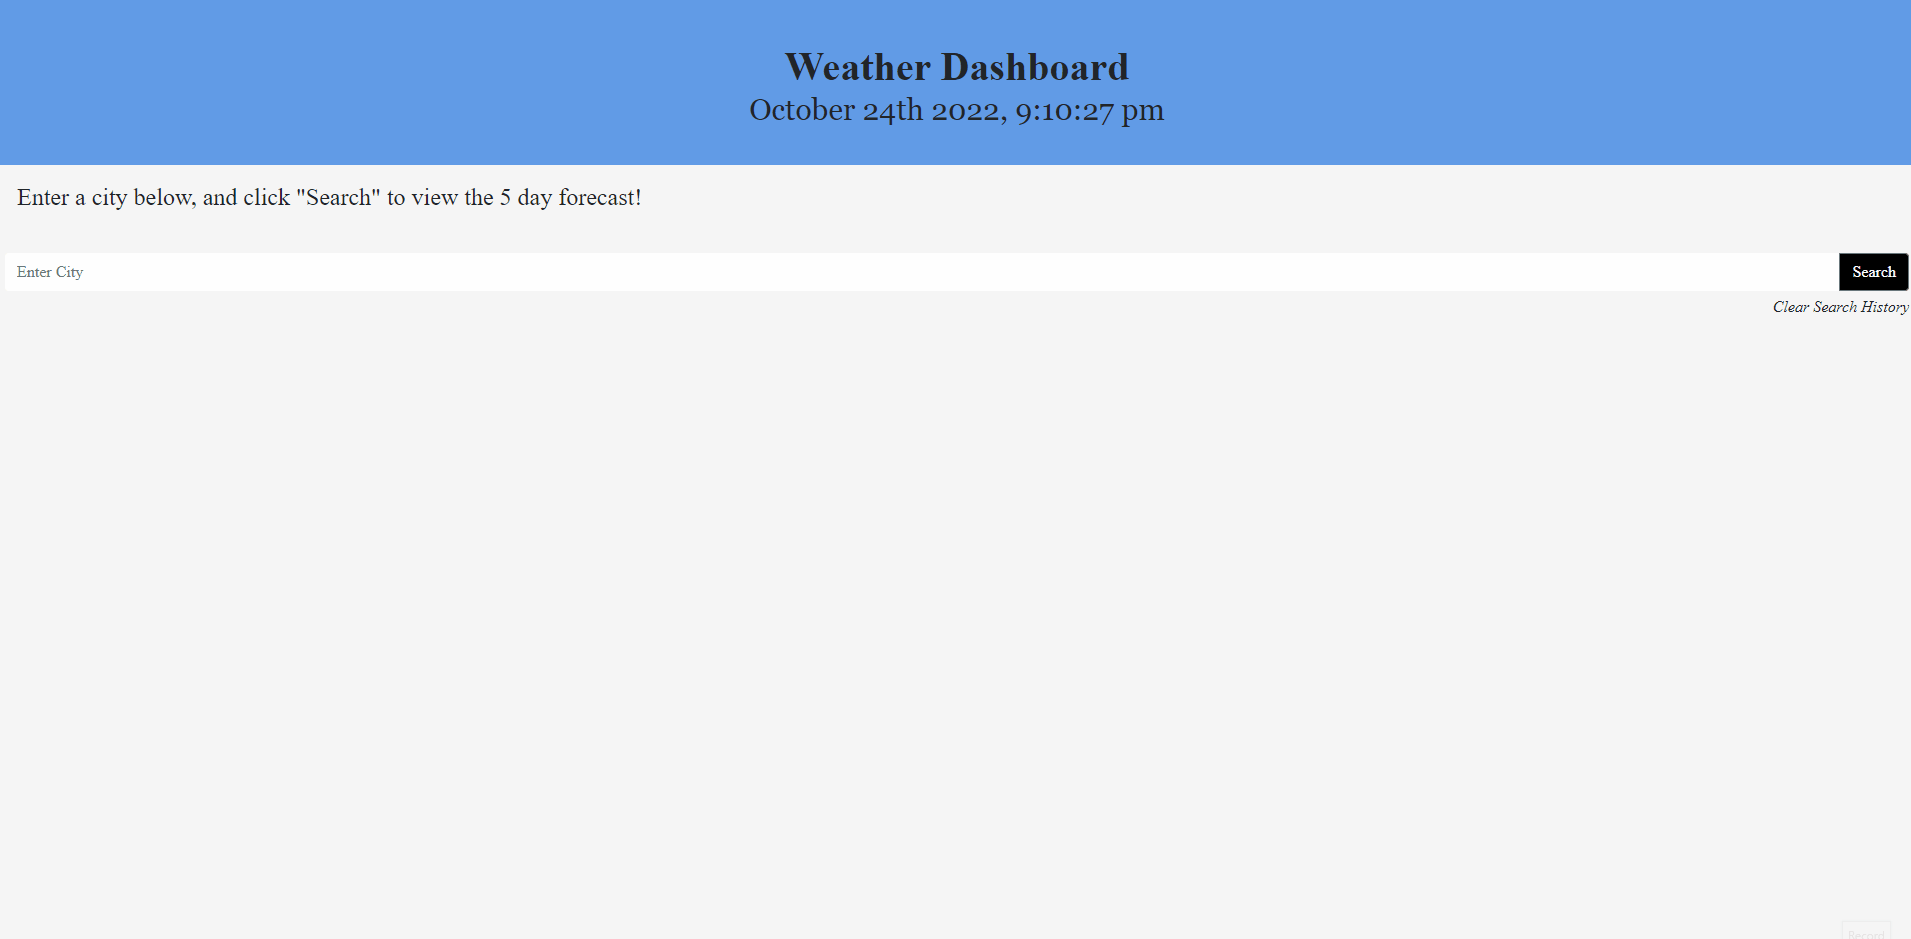 Weather Dashboard
October 24th 2022, 9:10:27 pm
Enter a city below, and click "Search" to view the 5 day forecast!
Enter City
Search
Clear Search History
Record